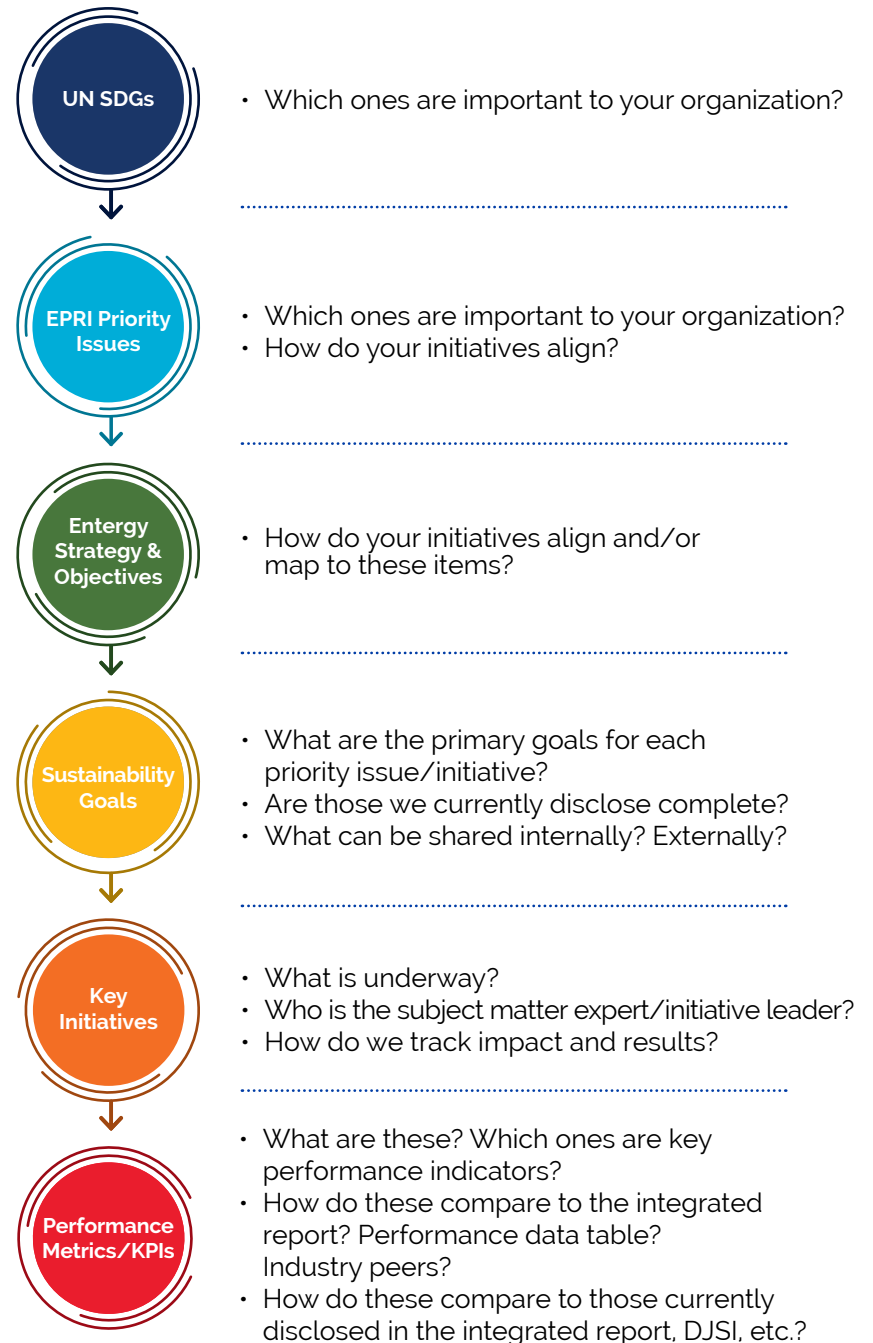 UN SDGs
• Which ones are important to your organization?
EPRI Priority
Issues
• Which ones are important to your organization?
• How do your initiatives align?
Entergy
Strategy &
Objectives
• How do your initiatives align and/or
map to these items?
Sustainability
Goals
• What are the primary goals for each
priority issue/initiative?
• Are those we currently disclose complete?
• What can be shared internally? Externally?
Key
Initiatives
• What is underway?
• Who is the subject matter expert/initiative leader?
• How do we track impact and results?
Performance
Metrics/KPIs
• What are these? Which ones are key
performance indicators?
• How do these compare to the integrated
report? Performance data table?
Industry peers?
• How do these compare to those currently
disclosed in the integrated report, DJSI, etc.?